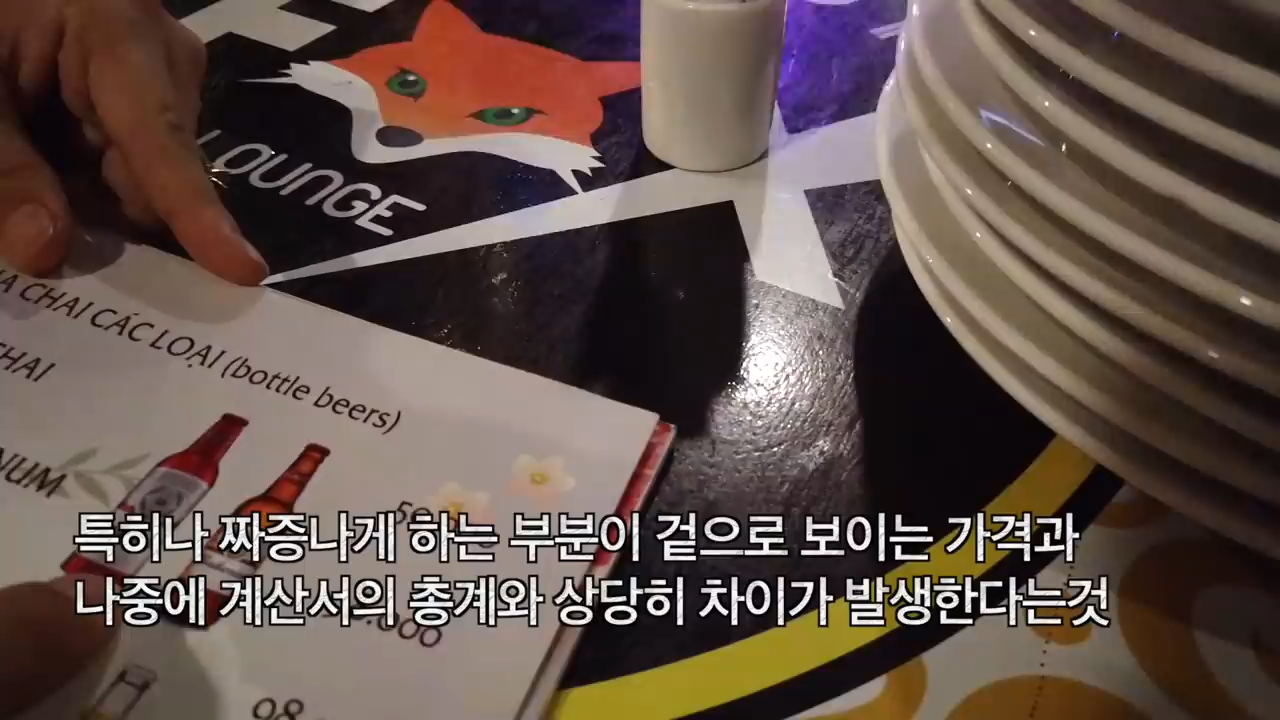 LOUNGE
CHAI CÁC LOẠI (bottle beers)
CHAI
특히나 짜증나게 하는 부분이 겉으로 보이는 가격과
나중에 계산서의 총계와 상당히 차이가 발생한다는것